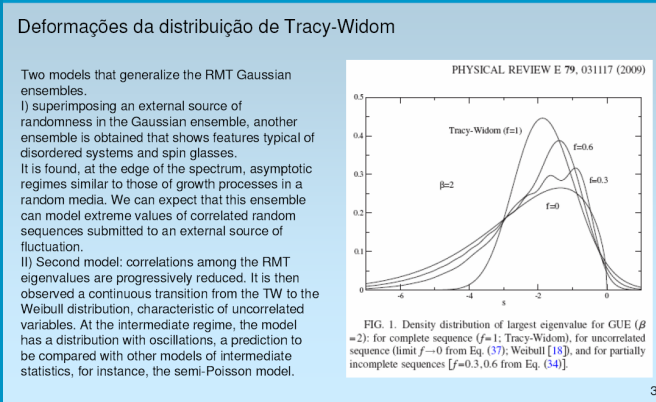 Deformações da distribuição de Tracy-Widom
Two models that generalize the RMT Gaussian
ensembles.
I) superimposing an external source of
randomness in the Gaussian ensemble, another
ensemble is obtained that shows features typical of
disordered systems and spin glasses.
It is found, at the edge of the spectrum, asymptotic
regimes similar to those of growth processes in a
random media. We can expect that this ensemble
can model extreme values of correlated random
sequences submitted to an external source of
fluctuation.
II) Second model: correlations among the RMT
eigenvalues are progressively reduced. It is then
observed a continuous transition from the TW to the
Weibull distribution, characteristic of uncorrelated
variables. At the intermediate regime, the model
has a distribution with oscillations, a prediction to
be compared with other models of intermediate
statistics, for instance, the semi-Poisson model.
PHYSICAL REVIEW E 79, 031117 (2009)
0.5
0.4
0.3
0.2
0.1
0
Tracy-Widom (f=1)
f=0.6
f=0.3
β=2
f=0
-6
-4
-2
0
s
FIG. 1. Density distribution of largest eigenvalue for GUE (β
=2): for complete sequence (f=1; Tracy-Widom), for uncorrelated
sequence (limit f→0 from Eq. (37); Weibull [18]), and for partially
incomplete sequences [f=0.3,0.6 from Eq. (34)].
3